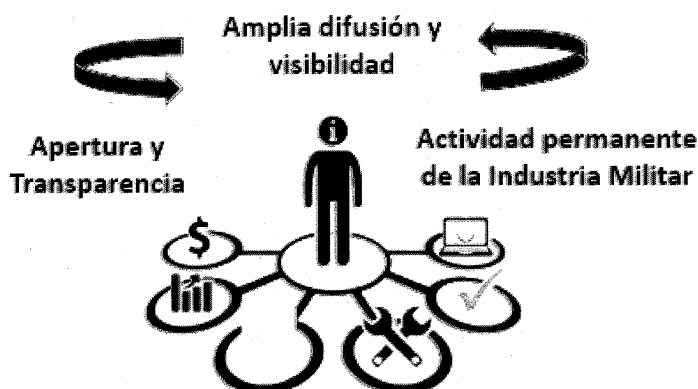 Amplia difusión y
visibilidad
Apertura y
Transparencia
Actividad permanente
de la Industria Militar
i
$